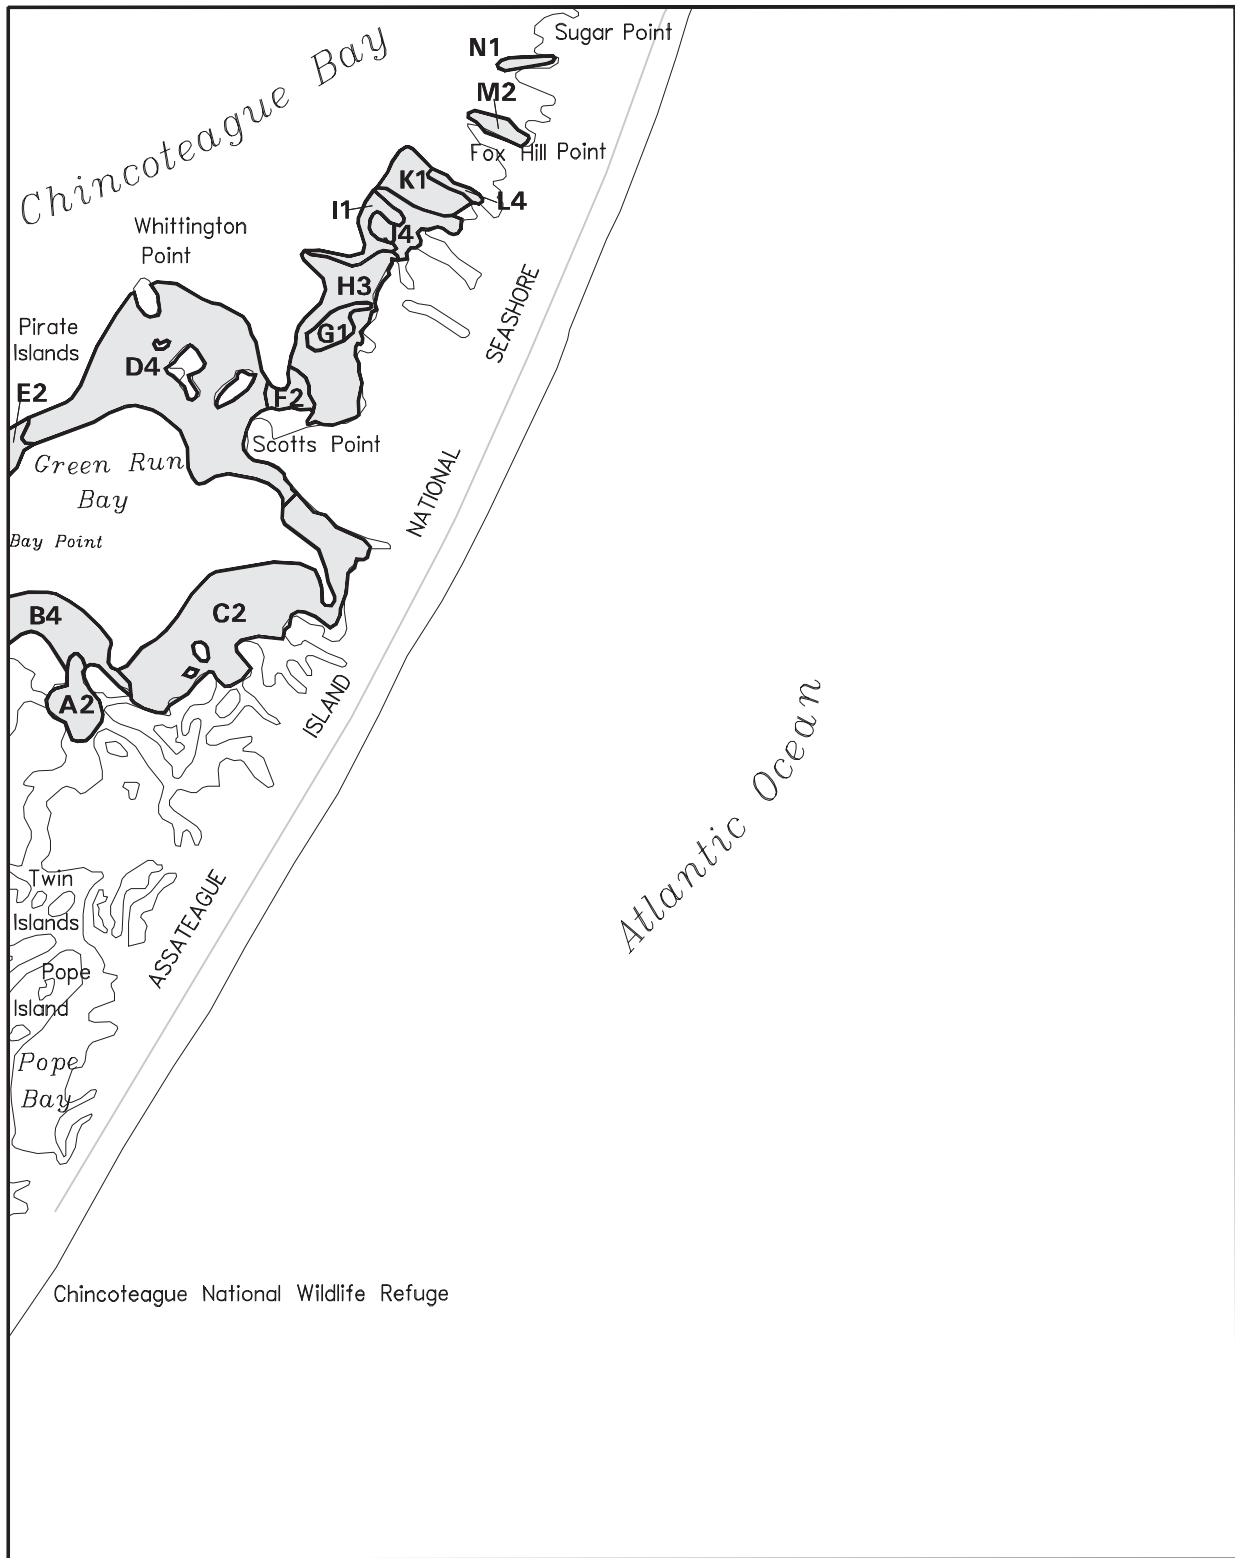 Sugar Point
N1
Chincoteague Bay
M2
Fox Hill Point
K1
L4
I1
J4
Whittington
Point
H3
SEASHORE
Pirate
Islands
G1
D4
E2
F2
Scotts Point
Green Run
Bay
NATIONAL
Bay Point
B4
C2
A2
ISLAND
Atlantic Ocean
Twin
Islands
ASSATEAGUE
Pope
Island
Pope
Bay
Chincoteague National Wildlife Refuge